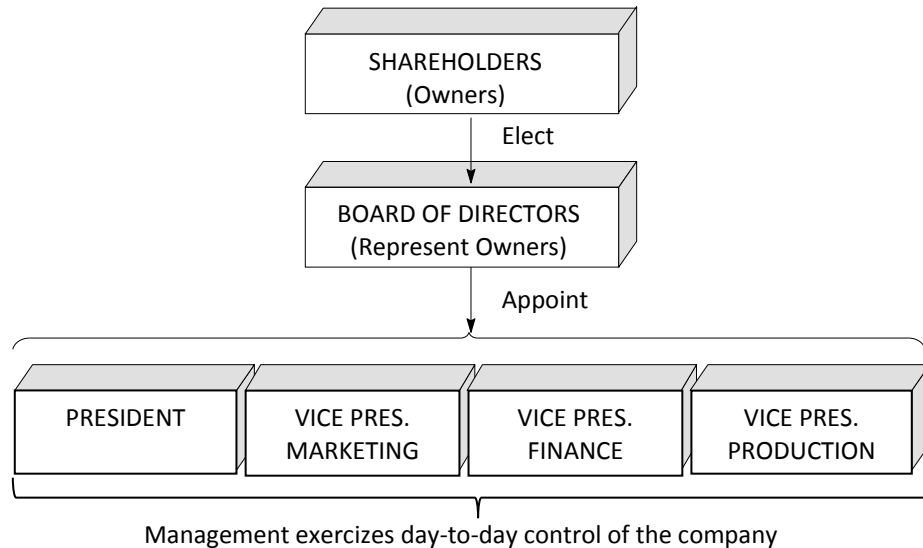 SHAREHOLDERS
(Owners)
Elect
BOARD OF DIRECTORS
(Represent Owners)
Appoint
PRESIDENT
VICE PRES.
MARKETING
VICE PRES.
FINANCE
VICE PRES.
PRODUCTION
Management exercizes day-to-day control of the company